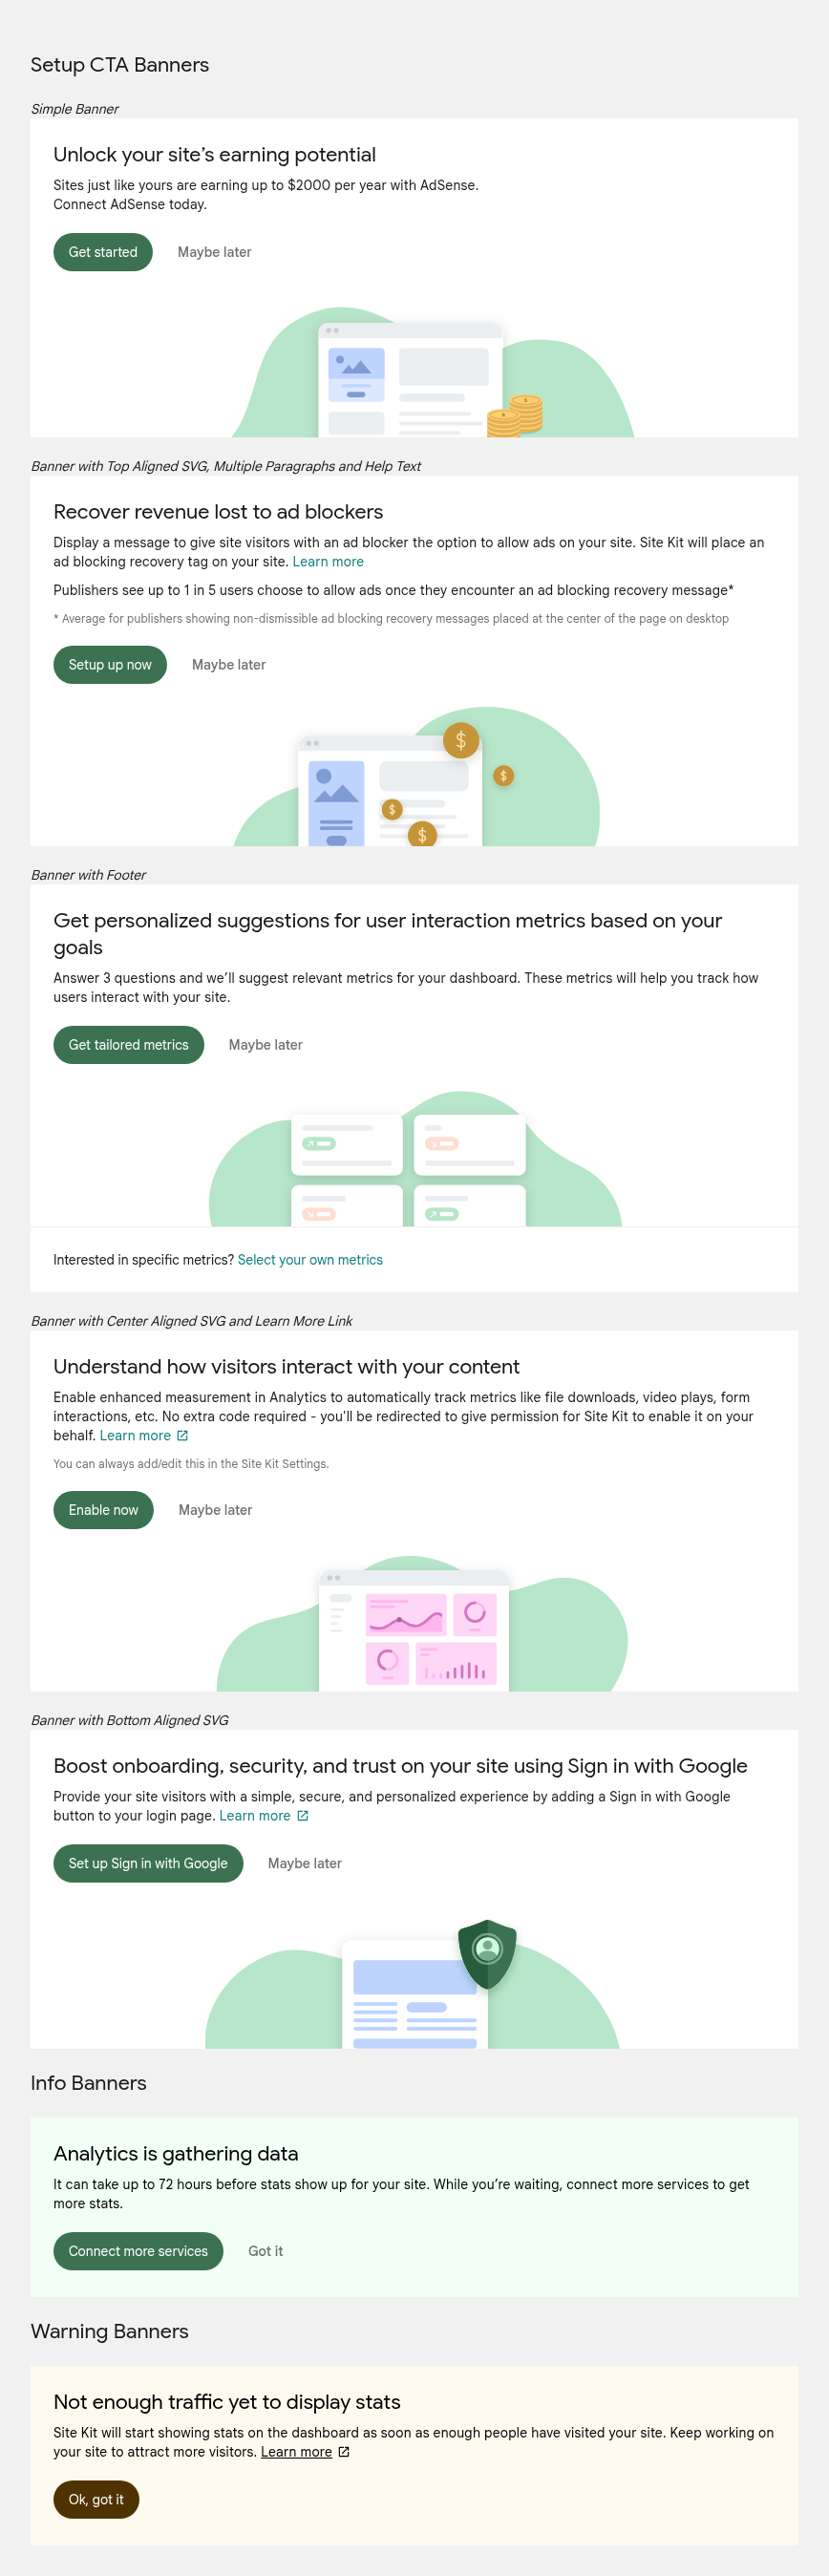 Setup CTA Banners
Simple Banner
Unlock your site’s earning potential
Sites just like yours are earning up to $2000 per year with AdSense.
Connect AdSense today.
Get started
Maybe later
$
$
Banner with Top Aligned SVG, Multiple Paragraphs and Help Text
Recover revenue lost to ad blockers
Display a message to give site visitors with an ad blocker the option to allow ads on your site. Site Kit will place an
ad blocking recovery tag on your site. Learn more
Publishers see up to 1 in 5 users choose to allow ads once they encounter an ad blocking recovery message*
* Average for publishers showing non-dismissible ad blocking recovery messages placed at the center of the page on desktop
Setup up now
Maybe later
$
$
$
$
Banner with Footer
Get personalized suggestions for user interaction metrics based on your
goals
Answer 3 questions and we’ll suggest relevant metrics for your dashboard. These metrics will help you track how
users interact with your site.
Get tailored metrics
Maybe later
Interested in specific metrics? Select your own metrics
Banner with Center Aligned SVG and Learn More Link
Understand how visitors interact with your content
Enable enhanced measurement in Analytics to automatically track metrics like file downloads, video plays, form
interactions, etc. No extra code required - you'll be redirected to give permission for Site Kit to enable it on your
behalf. Learn more
You can always add/edit this in the Site Kit Settings.
Enable now
Maybe later
Banner with Bottom Aligned SVG
Boost onboarding, security, and trust on your site using Sign in with Google
Provide your site visitors with a simple, secure, and personalized experience by adding a Sign in with Google
button to your login page. Learn more
Set up Sign in with Google
Maybe later
Info Banners
Analytics is gathering data
It can take up to 72 hours before stats show up for your site. While you’re waiting, connect more services to get
more stats.
Connect more services
Got it
Warning Banners
Not enough traffic yet to display stats
Site Kit will start showing stats on the dashboard as soon as enough people have visited your site. Keep working on
your site to attract more visitors. Learn more
Ok, got it